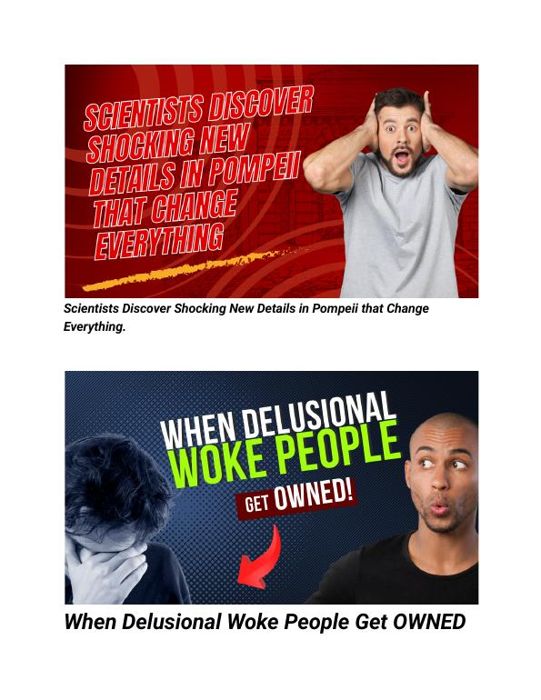 SCIENTISTS DISCOVER
SHOCKING NEW
DETAILS IN POMPEII
THAT CHANGE
EVERYTHING
Scientists Discover Shocking New Details in Pompeii that Change
Everything.
WHEN DELUSIONAL
WOKE PEOPLE
GET OWNED!
When Delusional Woke People Get OWNED